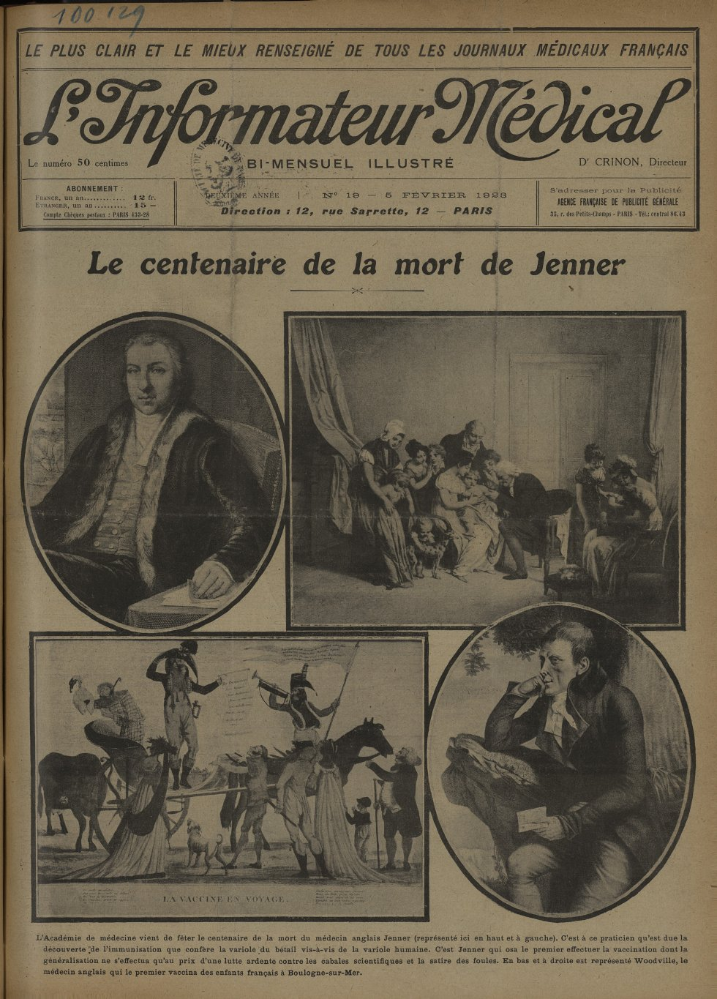 100.129
LE PLUS CLAIR ET LE MIEUX RENSEIGNÉ DE TOUS LES JOURNAUX MÉDICAUX FRANÇAIS
L'Informateur Médical
Le numéro 50 centimes
BI-MENSUEL ILLUSTRÉ
Dr CRINON, Directeur
ABONNEMENT :
FRANCE, un an............. 12 fr.
ETRANGER, un an.......... 15 —
Compte Chèques postaux : PARIS 433-28
DEUXIÈME ANNÉE | N° 19 — 5 FÉVRIER 1923
Direction : 12, rue Sarrette, 12 — PARIS
S'adresser pour la Publicité
AGENCE FRANÇAISE DE PUBLICITÉ GÉNÉRALE
35, r. des Petits-Champs - PARIS - Tél.: central 86.43
Le centenaire de la mort de Jenner
LA VACCINE EN VOYAGE.
L'Académie de médecine vient de fêter le centenaire de la mort du médecin anglais Jenner (représenté ici en haut et à gauche). C'est à ce praticien qu'est due la
découverte de l'immunisation que confère la variole du bétail vis-à-vis de la variole humaine. C'est Jenner qui osa le premier effectuer la vaccination dont la
généralisation ne s'effectua qu'au prix d'une lutte ardente contre les cabales scientifiques et la satire des foules. En bas et à droite est représenté Woodville, le
médecin anglais qui le premier vaccina des enfants français à Boulogne-sur-Mer.